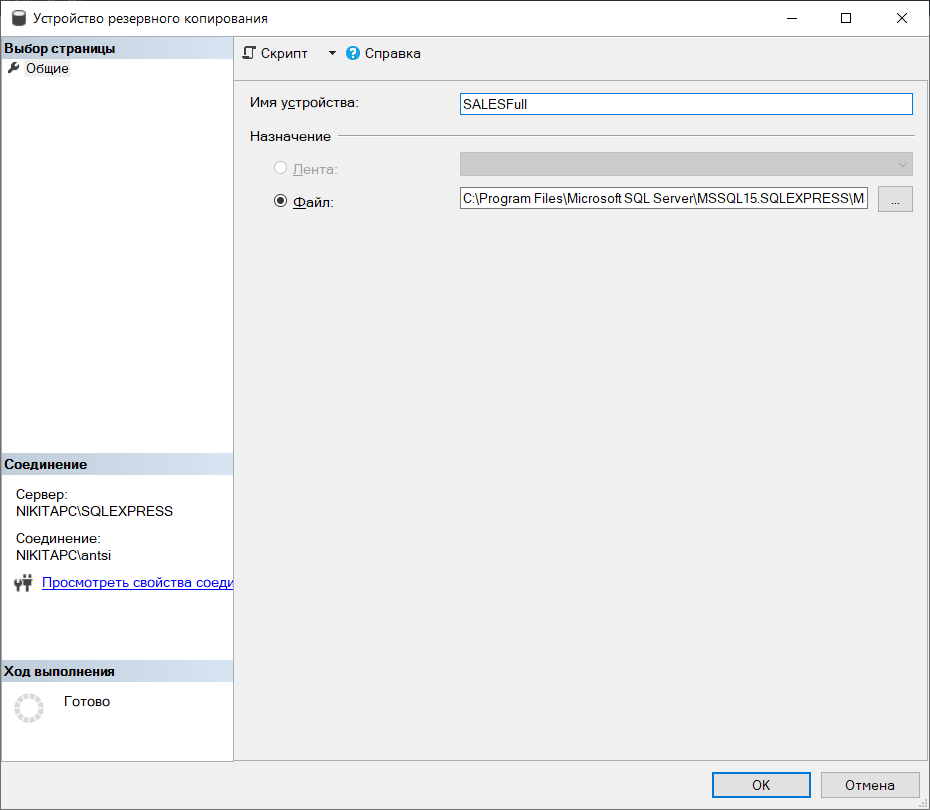 Устройство резервного копирования
Выбор страницы
Общие
Скрипт
Справка
Имя устройства:
SALESFull
Назначение
Лента:
Файл:
C:\Program Files\Microsoft SQL Server\MSSQL15.SQLEXPRESS\M
...
Соединение
Сервер:
NIKITAPC\SQLEXPRESS
Соединение:
NIKITAPC\antsi
Просмотреть свойства соеди
Ход выполнения
Готово
OK
Отмена